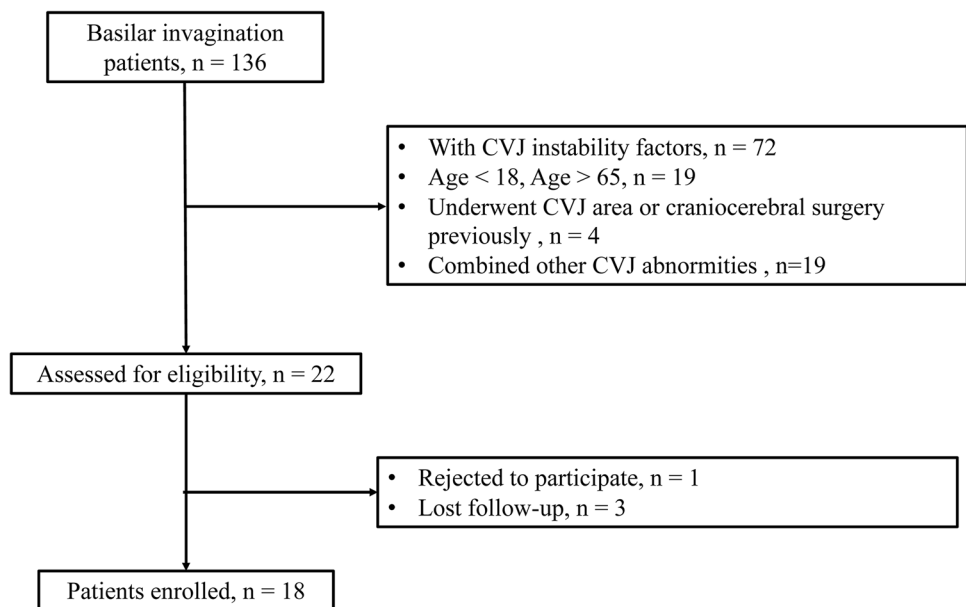 Basilar invagination
patients, n = 136
• With CVJ instability factors, n = 72
• Age < 18, Age > 65, n = 19
• Underwent CVJ area or craniocerebral surgery
previously , n = 4
• Combined other CVJ abnormities , n=19
Assessed for eligibility, n = 22
• Rejected to participate, n = 1
• Lost follow-up, n = 3
Patients enrolled, n = 18